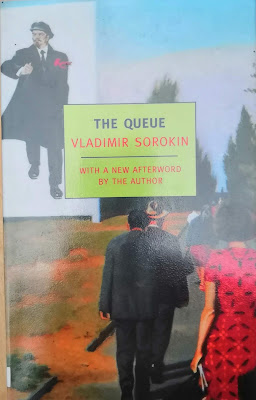 THE QUEUE
VLADIMIR SOROKIN
WITH A NEW AFTERWORD
BY THE AUTHOR